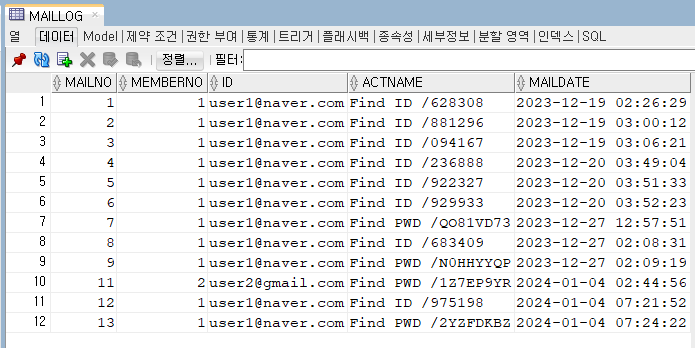 MAILLOG
열 데이터 Model 제약 조건 권한 부여 통계 트리거 플래시백 종속성 세부정보 분할 영역 인덱스 SQL
정렬... 필터:
MAILNO MEMBERNO ID ACTNAME MAILDATE
1 1 1 user1@naver.com Find ID /628308 2023-12-19 02:26:29
2 2 1 user1@naver.com Find ID /881296 2023-12-19 03:00:12
3 3 1 user1@naver.com Find ID /094167 2023-12-19 03:06:21
4 4 1 user1@naver.com Find ID /236888 2023-12-20 03:49:04
5 5 1 user1@naver.com Find ID /922327 2023-12-20 03:51:33
6 6 1 user1@naver.com Find ID /929933 2023-12-20 03:52:23
7 7 1 user1@naver.com Find PWD /QO81VD73 2023-12-27 12:57:51
8 8 1 user1@naver.com Find ID /683409 2023-12-27 02:08:31
9 9 1 user1@naver.com Find PWD /N0HHYYQP 2023-12-27 02:09:19
10 11 2 user2@gmail.com Find PWD /1Z7EP9YR 2024-01-04 02:44:56
11 12 1 user1@naver.com Find ID /975198 2024-01-04 07:21:52
12 13 1 user1@naver.com Find PWD /2YZFDKBZ 2024-01-04 07:24:22